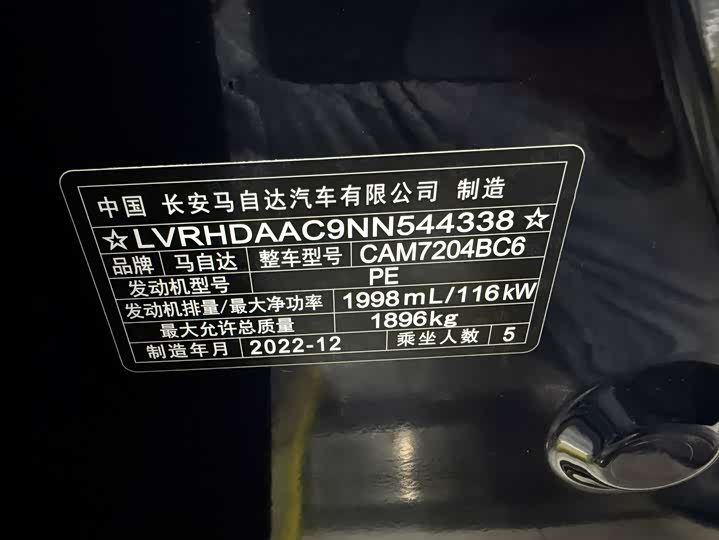 中国 长安马自达汽车有限公司 制造
☆LVRHDAAC9NN544338☆
品牌 马自达 整车型号 CAM7204BC6
发动机型号 PE
发动机排量/最大净功率 1998mL/116kW
最大允许总质量 1896kg
制造年月 2022-12 乘坐人数 5